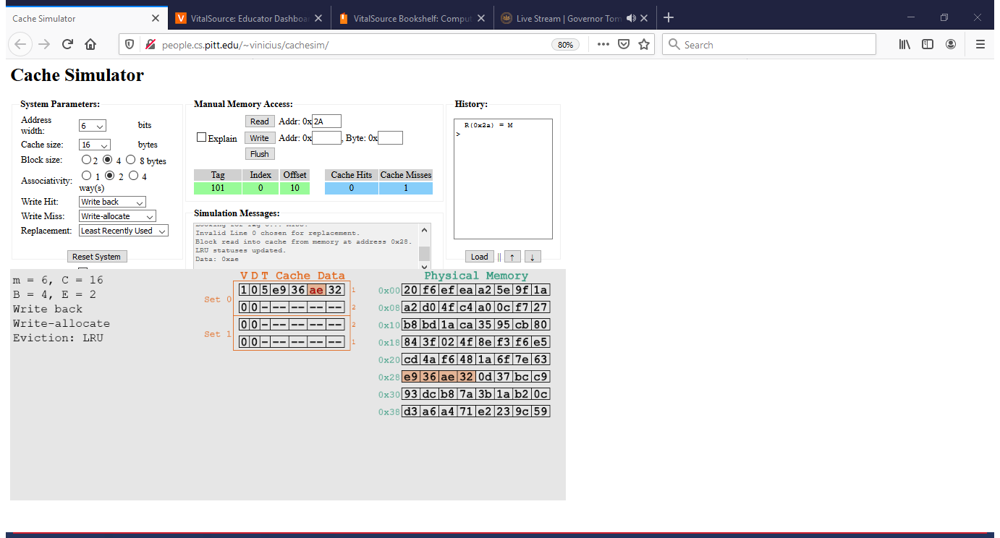 Cache Simulator
VitalSource: Educator Dashboar
VitalSource Bookshelf: Comput
Live Stream | Governor Tom
people.cs.pitt.edu/~vinicius/cachesim/
80%
Search
Cache Simulator
System Parameters:
Address width: 6 bits
Cache size: 16 bytes
Block size: 2 4 8 bytes
Associativity: 1 2 4 way(s)
Write Hit: Write back
Write Miss: Write-allocate
Replacement: Least Recently Used
Reset System
Manual Memory Access:
Read Addr: 0x 2A
Explain Write Addr: 0x , Byte: 0x
Flush
Tag Index Offset Cache Hits Cache Misses
101 0 10 0 1
Simulation Messages:
Invalid Line 0 chosen for replacement.
Block read into cache from memory at address 0x28.
LRU statuses updated.
Data: 0xae
History:
R(0x2a) = M
>
Load || ↑ ↓
m = 6, C = 16
B = 4, E = 2
Write back
Write-allocate
Eviction: LRU
V D T Cache Data
Set 0 1 0 5 e9 36 ae 32 1
0 0 - -- -- -- -- 2
Set 1 0 0 - -- -- -- -- 2
0 0 - -- -- -- -- 1
Physical Memory
0x00 20 f6 ef ea a2 5e 9f 1a
0x08 a2 d0 4f c4 a0 0c f7 27
0x10 b8 bd 1a ca 35 95 cb 80
0x18 84 3f 02 4f 8e f3 f6 e5
0x20 cd 4a f6 48 1a 6f 7e 63
0x28 e9 36 ae 32 0d 37 bc c9
0x30 93 dc b8 7a 3b 1a b2 0c
0x38 d3 a6 a4 71 e2 23 9c 59